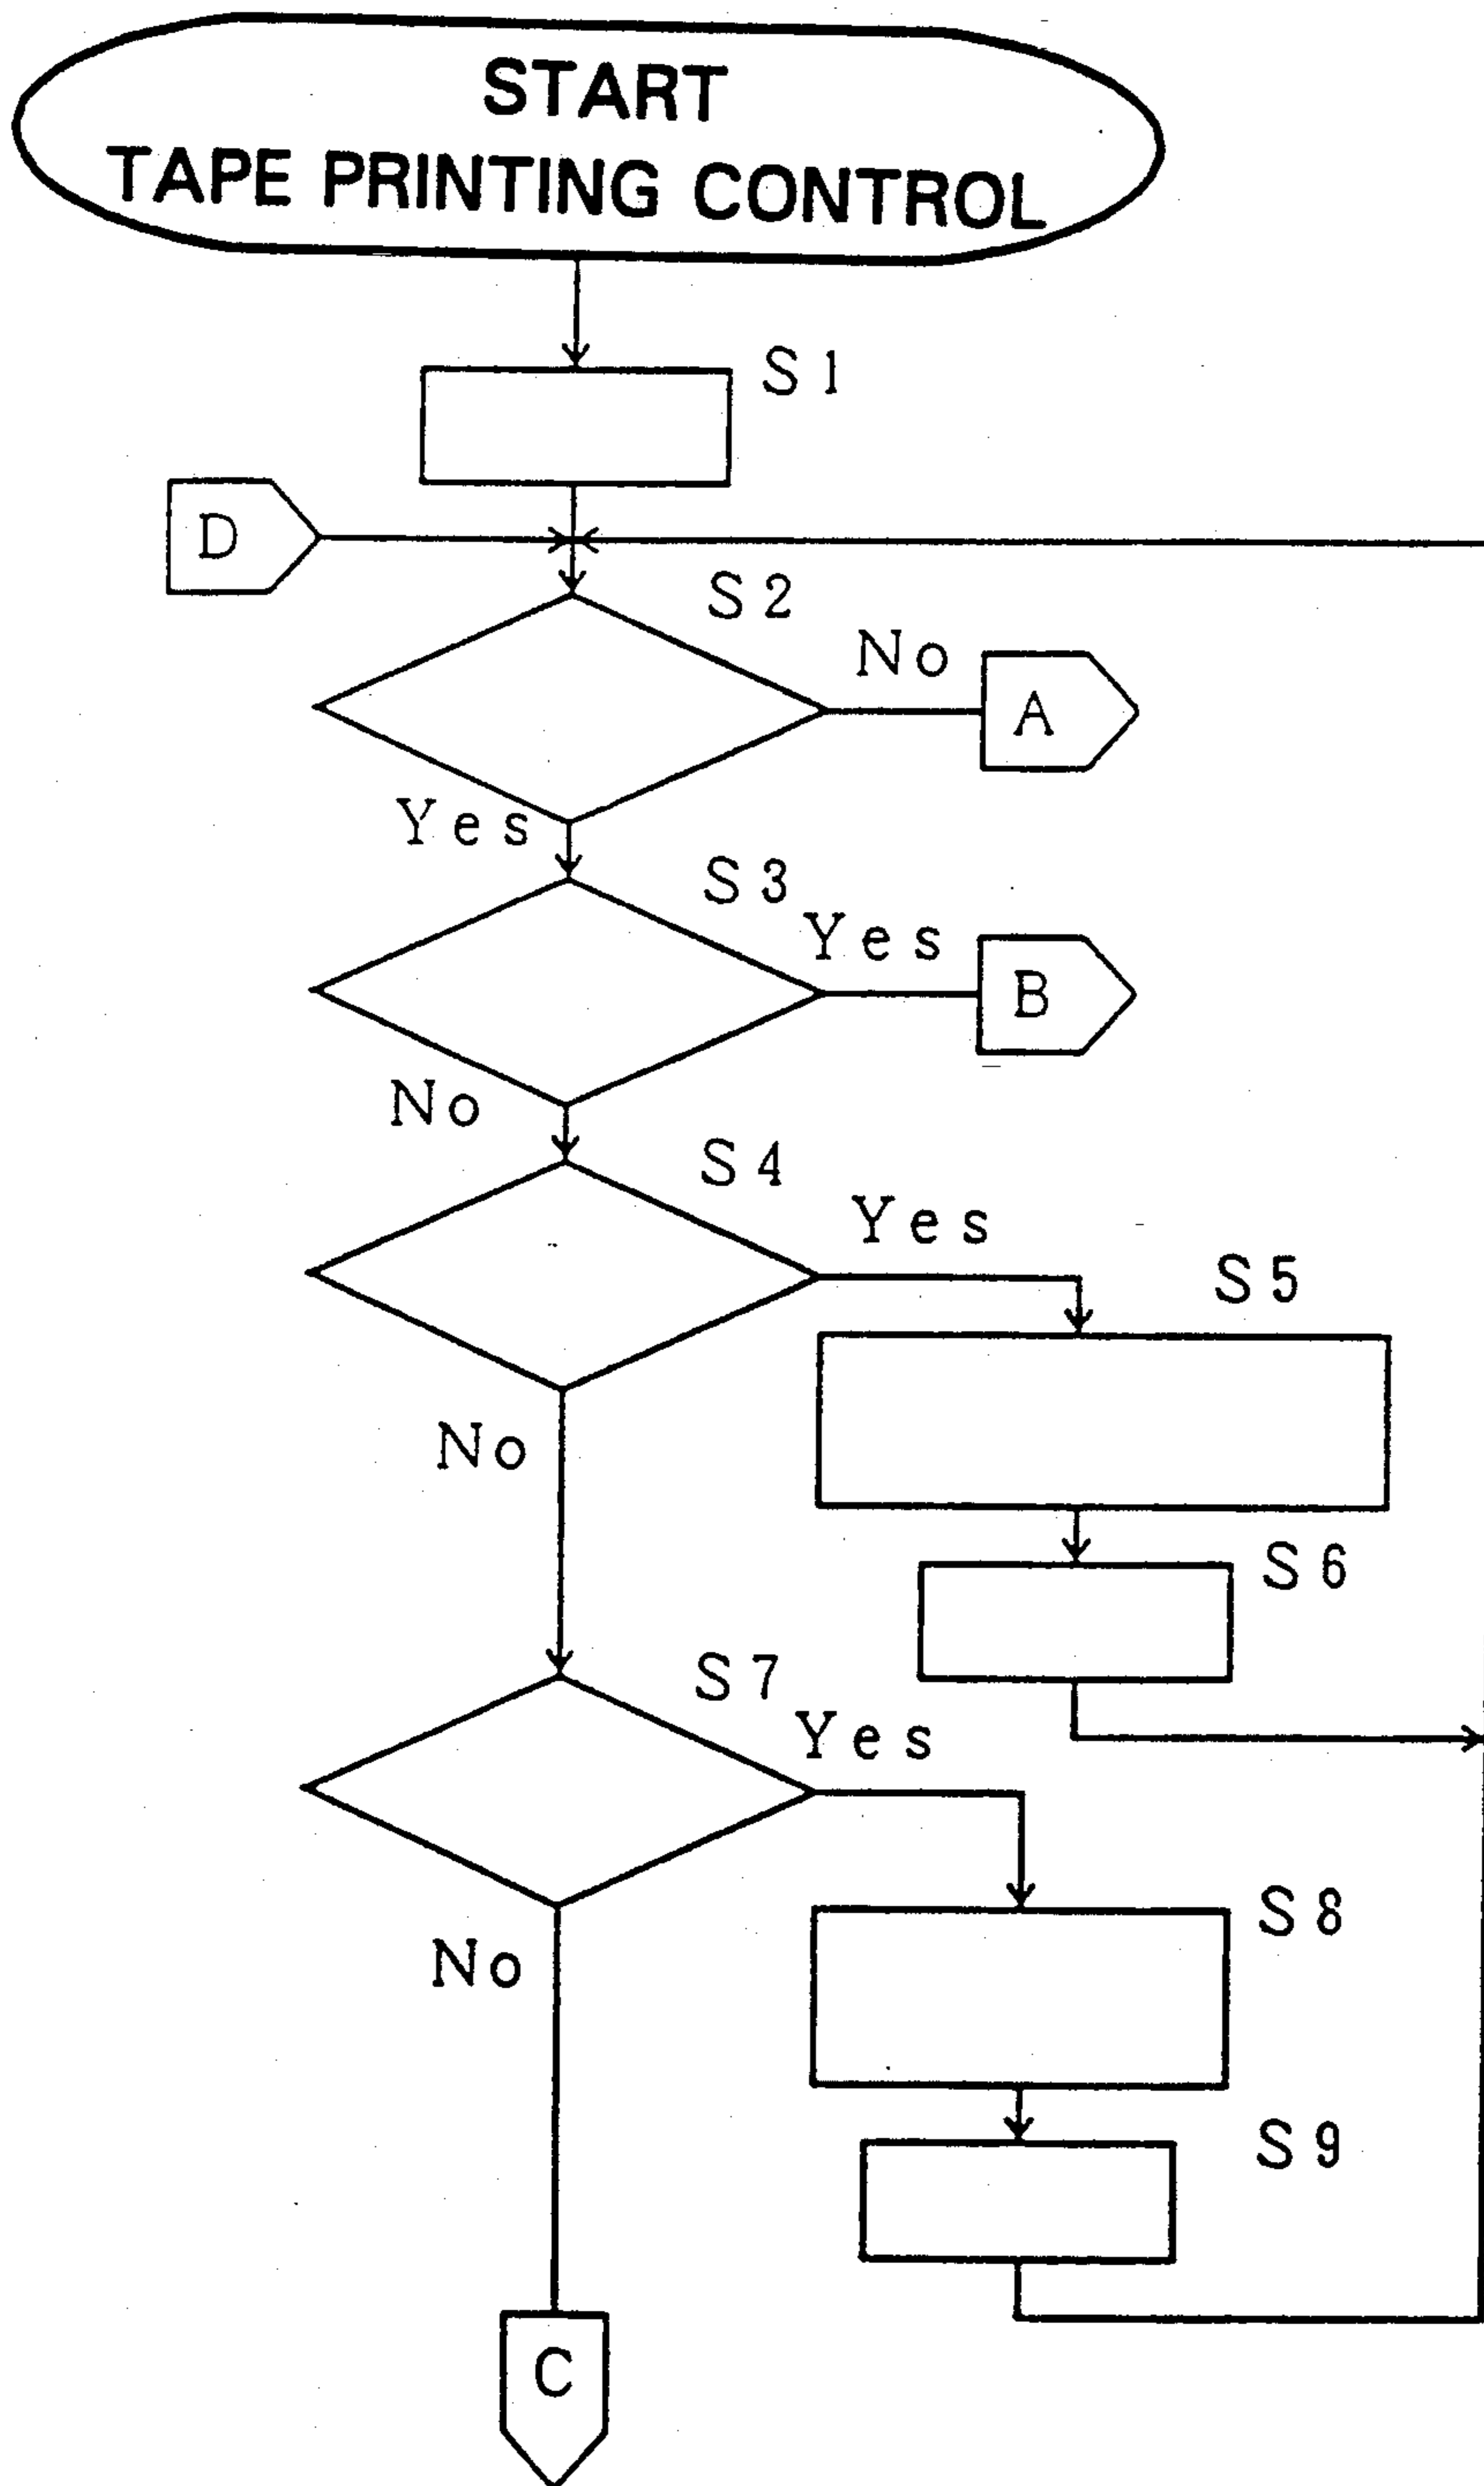 START
TAPE PRINTING CONTROL
S1
D
S2
No
A
Yes
S3
Yes
B
No
S4
Yes
S5
No
S6
S7
Yes
S8
No
S9
C